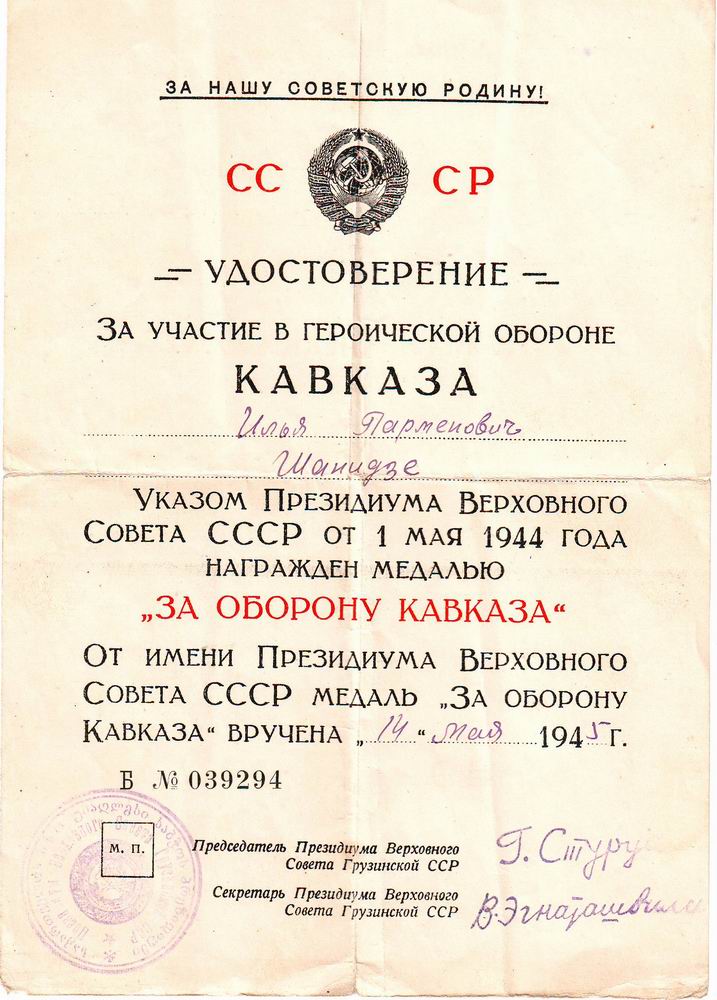 ЗА НАШУ СОВЕТСКУЮ РОДИНУ!
СС СР
УДОСТОВЕРЕНИЕ
ЗА УЧАСТИЕ В ГЕРОИЧЕСКОЙ ОБОРОНЕ
КАВКАЗА
Илья Парменович
Шанидзе
УКАЗОМ ПРЕЗИДИУМА ВЕРХОВНОГО
СОВЕТА СССР ОТ 1 МАЯ 1944 ГОДА
НАГРАЖДЕН МЕДАЛЬЮ
„ЗА ОБОРОНУ КАВКАЗА“
ОТ ИМЕНИ ПРЕЗИДИУМА ВЕРХОВНОГО
СОВЕТА СССР МЕДАЛЬ „ЗА ОБОРОНУ
КАВКАЗА“ ВРУЧЕНА „14“ мая 1945 Г.
Б № 039294
М. П.
Председатель Президиума Верховного
Совета Грузинской ССР
Г. Стуруа
Секретарь Президиума Верховного
Совета Грузинской ССР
В. Эгнаташвили